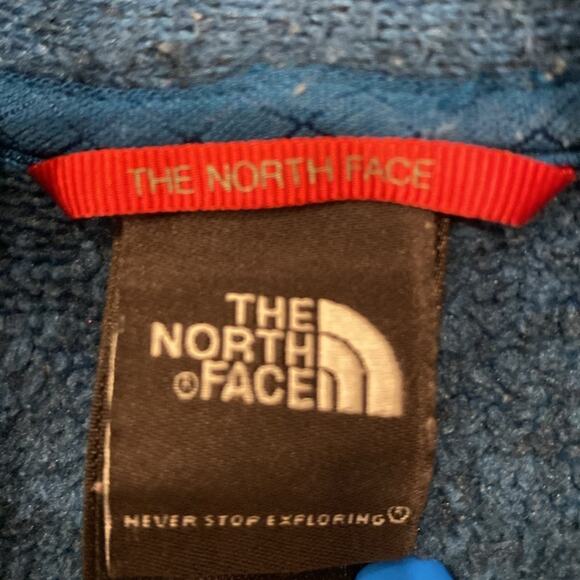 THE NORTH FACE
THE
NORTH
®FACE
NEVER STOP EXPLORING®